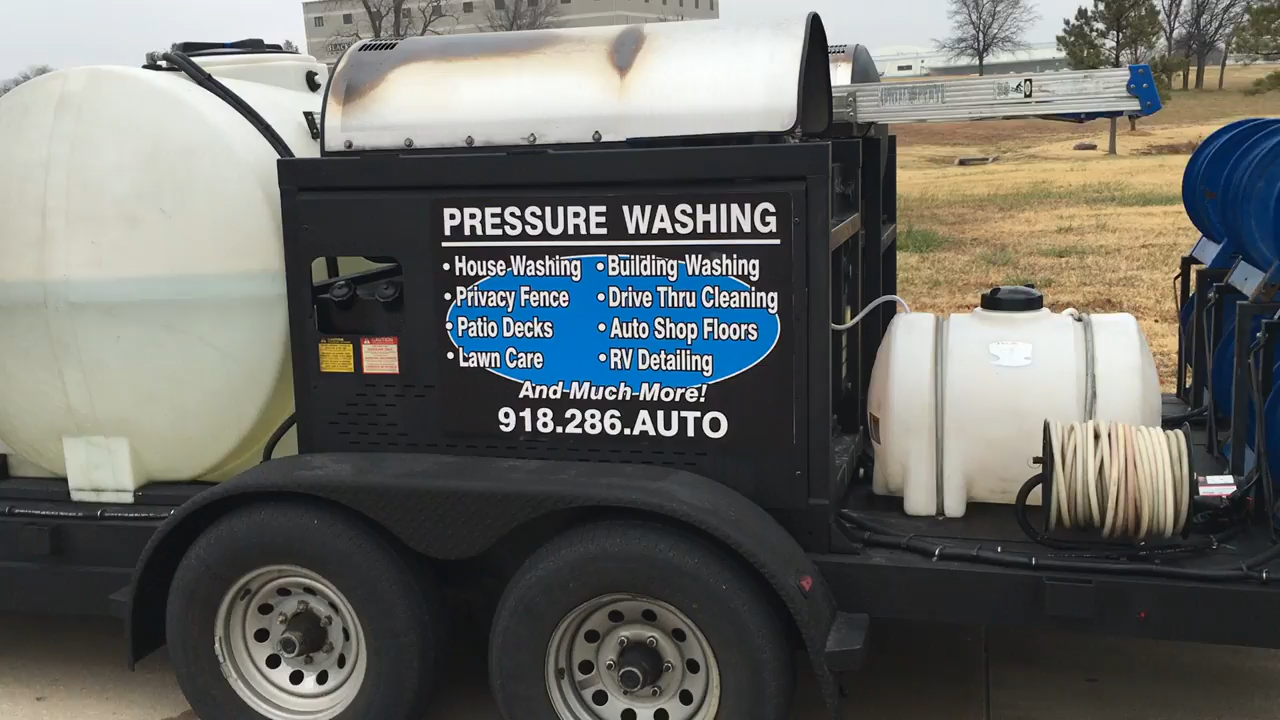 PRESSURE WASHING
• House Washing • Building Washing
• Privacy Fence • Drive Thru Cleaning
• Patio Decks • Auto Shop Floors
• Lawn Care • RV Detailing
And Much More!
918.286.AUTO